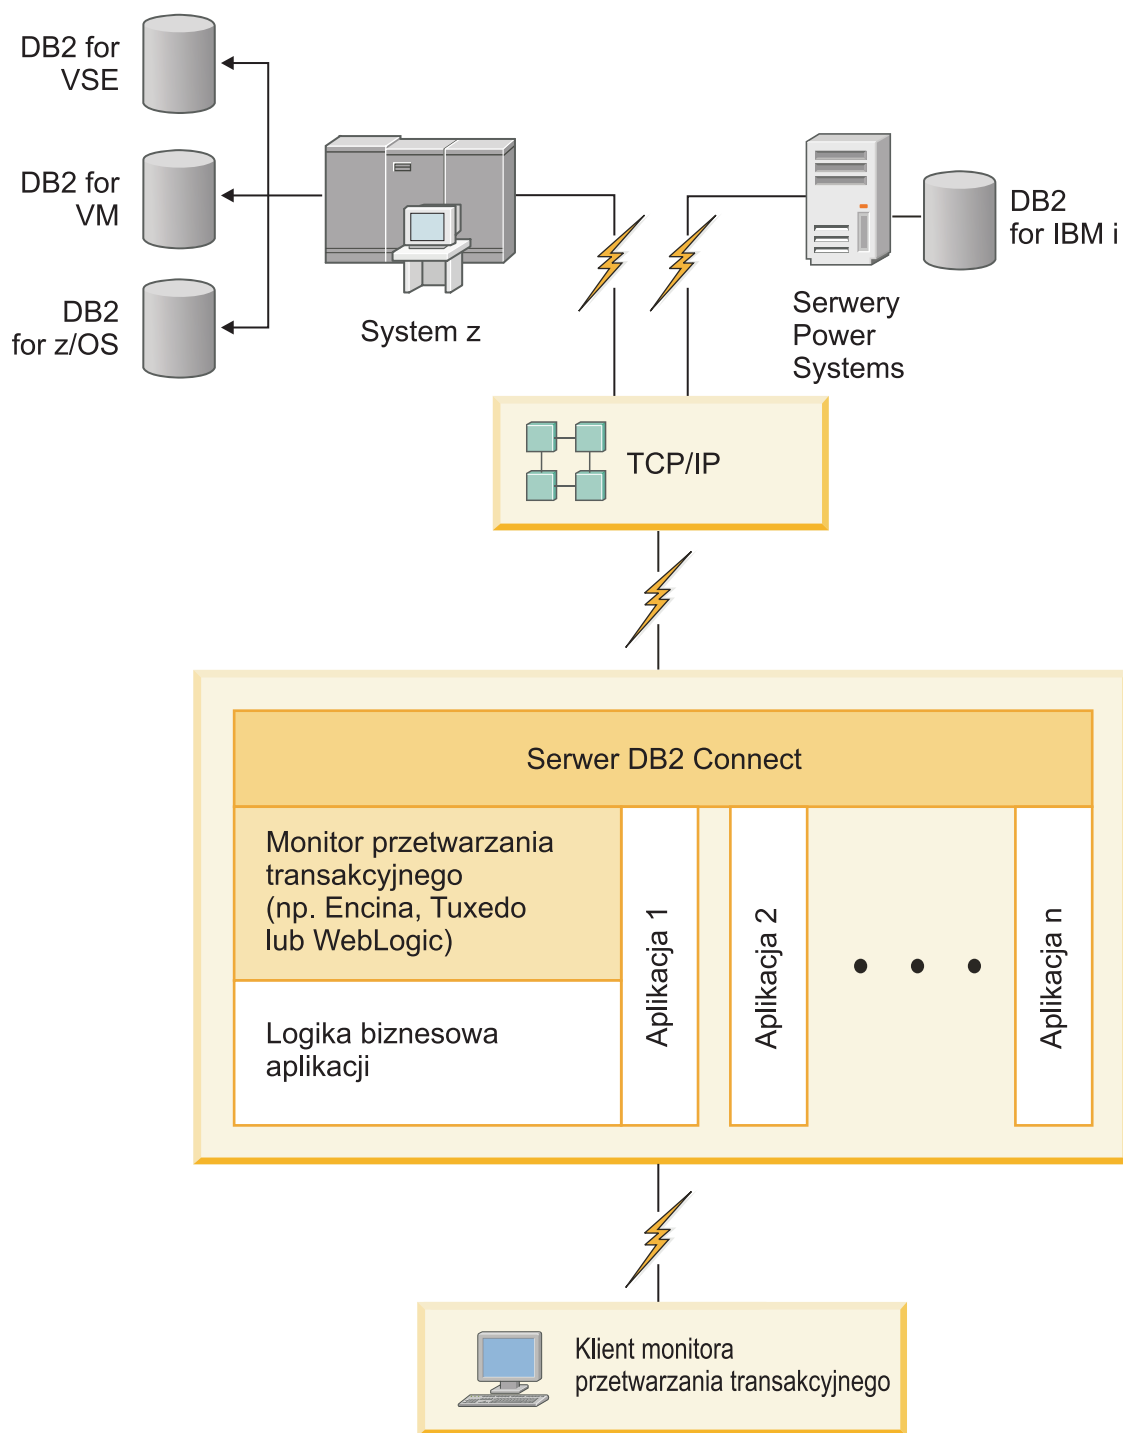 DB2 for
VSE
DB2 for
VM
DB2
for z/OS
System z
Serwery
Power
Systems
DB2
for IBM i
TCP/IP
Serwer DB2 Connect
Monitor przetwarzania
transakcyjnego
(np. Encina, Tuxedo
lub WebLogic)
Logika biznesowa
aplikacji
Aplikacja 1
Aplikacja 2
Aplikacja n
Klient monitora
przetwarzania transakcyjnego